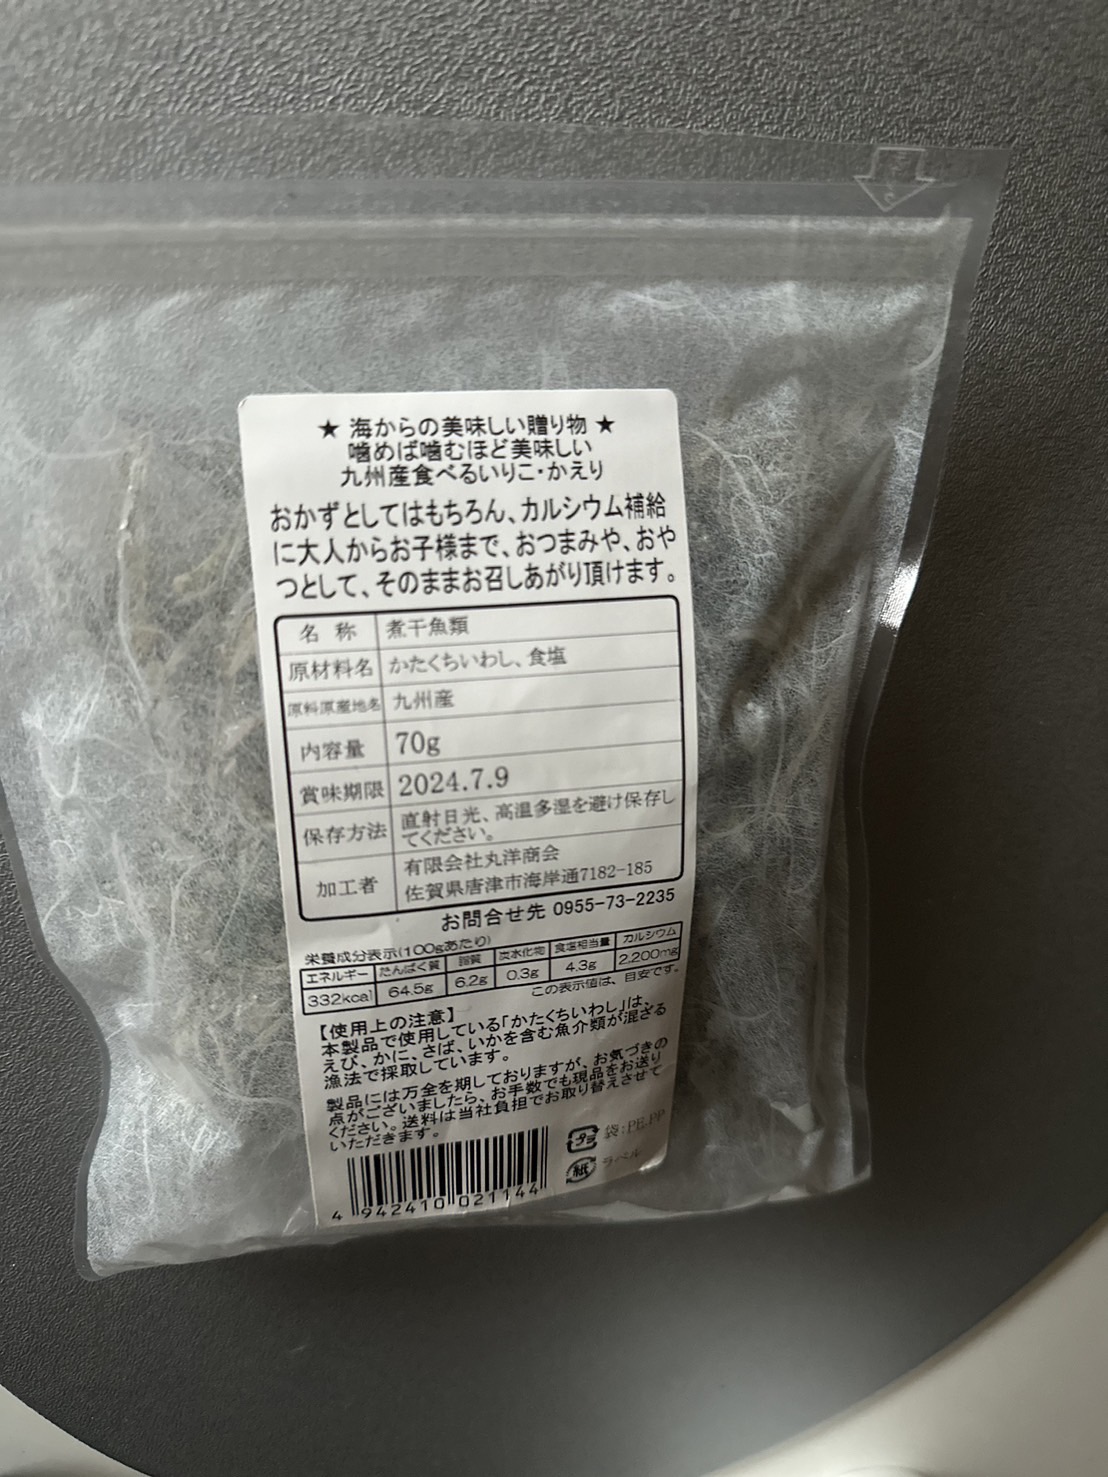 ★ 海からの美味しい贈り物 ★
噛めば噛むほど美味しい
九州産食べるいりこ・かえり
おかずとしてはもちろん、カルシウム補給
に大人からお子様まで、おつまみや、おや
つとして、そのままお召しあがり頂けます。
名 称 煮干魚類
原材料名 かたくちいわし、食塩
原料原産地名 九州産
内容量 70g
賞味期限 2024.7.9
保存方法 直射日光、高温多湿を避け保存し
てください。
加工者 有限会社丸洋商会
佐賀県唐津市海岸通7182-185
お問合せ先 0955-73-2235
栄養成分表示(100gあたり)
エネルギー たんぱく質 脂質 炭水化物 食塩相当量 カルシウム
332kcal 64.5g 6.2g 0.3g 4.3g 2,200mg
この表示値は、目安です。
【使用上の注意】
本製品で使用している「かたくちいわし」は、
えび、かに、さば、いかを含む魚介類が混ざる
漁法で採取しています。
製品には万全を期しておりますが、お気づきの
点がございましたら、お手数でも現品をお送り
ください。送料は当社負担でお取り替えさせて
いただきます。
プラ 袋:PE,PP
紙 ラベル
4 942410 021144